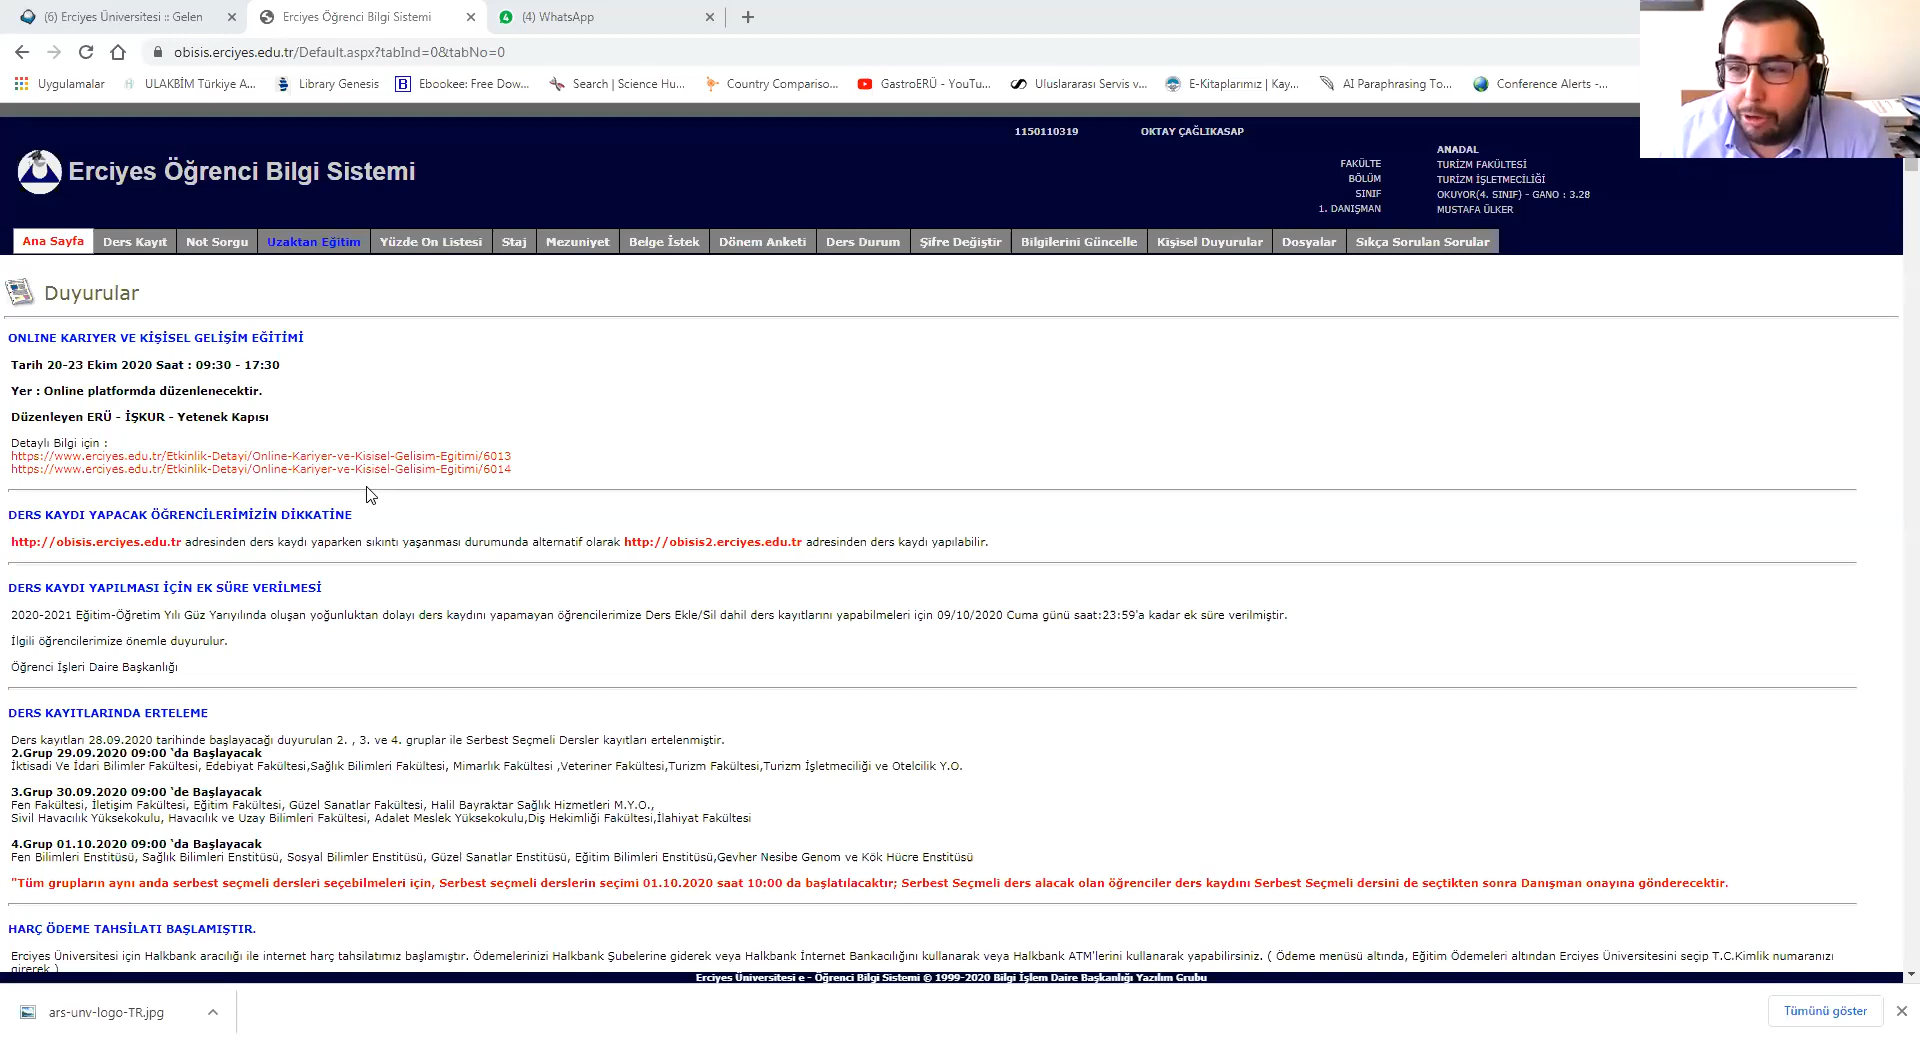 (6) Erciyes Üniversitesi :: Gelen
Erciyes Öğrenci Bilgi Sistemi
(4) WhatsApp
obisis.erciyes.edu.tr/Default.aspx?tabInd=0&tabNo=0
Uygulamalar
ULAKBİM Türkiye A...
Library Genesis
B
Ebookee: Free Dow...
Search | Science Hu...
Country Compariso...
GastroERÜ - YouTu...
Uluslararası Servis v...
E-Kitaplarımız | Kay...
AI Paraphrasing To...
Conference Alerts -...
1150110319
OKTAY ÇAĞLIKASAP
ANADAL
FAKÜLTE TURİZM FAKÜLTESİ
BÖLÜM TURİZM İŞLETMECİLİĞİ
SINIF OKUYOR(4. SINIF) - GANO : 3.28
1. DANIŞMAN MUSTAFA ÜLKER
Erciyes Öğrenci Bilgi Sistemi
Ana Sayfa Ders Kayıt Not Sorgu Uzaktan Eğitim Yüzde On Listesi Staj Mezuniyet Belge İstek Dönem Anketi Ders Durum Şifre Değiştir Bilgilerini Güncelle Kişisel Duyurular Dosyalar Sıkça Sorulan Sorular
Duyurular
ONLINE KARIYER VE KİŞİSEL GELİŞİM EĞİTİMİ
Tarih 20-23 Ekim 2020 Saat : 09:30 - 17:30
Yer : Online platformda düzenlenecektir.
Düzenleyen ERÜ - İŞKUR - Yetenek Kapısı
Detaylı Bilgi için :
https://www.erciyes.edu.tr/Etkinlik-Detayi/Online-Kariyer-ve-Kisisel-Gelisim-Egitimi/6013
https://www.erciyes.edu.tr/Etkinlik-Detayi/Online-Kariyer-ve-Kisisel-Gelisim-Egitimi/6014
DERS KAYDI YAPACAK ÖĞRENCİLERİMİZİN DİKKATİNE
http://obisis.erciyes.edu.tr adresinden ders kaydı yaparken sıkıntı yaşanması durumunda alternatif olarak http://obisis2.erciyes.edu.tr adresinden ders kaydı yapılabilir.
DERS KAYDI YAPILMASI İÇİN EK SÜRE VERİLMESİ
2020-2021 Eğitim-Öğretim Yılı Güz Yarıyılında oluşan yoğunluktan dolayı ders kaydını yapamayan öğrencilerimize Ders Ekle/Sil dahil ders kayıtlarını yapabilmeleri için 09/10/2020 Cuma günü saat:23:59'a kadar ek süre verilmiştir.
İlgili öğrencilerimize önemle duyurulur.
Öğrenci İşleri Daire Başkanlığı
DERS KAYITLARINDA ERTELEME
Ders kayıtları 28.09.2020 tarihinde başlayacağı duyurulan 2. , 3. ve 4. gruplar ile Serbest Seçmeli Dersler kayıtları ertelenmiştir.
2.Grup 29.09.2020 09:00 `da Başlayacak
İktisadi Ve İdari Bilimler Fakültesi, Edebiyat Fakültesi,Sağlık Bilimleri Fakültesi, Mimarlık Fakültesi ,Veteriner Fakültesi,Turizm Fakültesi,Turizm İşletmeciliği ve Otelcilik Y.O.
3.Grup 30.09.2020 09:00 `de Başlayacak
Fen Fakültesi, İletişim Fakültesi, Eğitim Fakültesi, Güzel Sanatlar Fakültesi, Halil Bayraktar Sağlık Hizmetleri M.Y.O.,
Sivil Havacılık Yüksekokulu, Havacılık ve Uzay Bilimleri Fakültesi, Adalet Meslek Yüksekokulu,Diş Hekimliği Fakültesi,İlahiyat Fakültesi
4.Grup 01.10.2020 09:00 `da Başlayacak
Fen Bilimleri Enstitüsü, Sağlık Bilimleri Enstitüsü, Sosyal Bilimler Enstitüsü, Güzel Sanatlar Enstitüsü, Eğitim Bilimleri Enstitüsü,Gevher Nesibe Genom ve Kök Hücre Enstitüsü
"Tüm grupların aynı anda serbest seçmeli dersleri seçebilmeleri için, Serbest seçmeli derslerin seçimi 01.10.2020 saat 10:00 da başlatılacaktır; Serbest Seçmeli ders alacak olan öğrenciler ders kaydını Serbest Seçmeli dersini de seçtikten sonra Danışman onayına gönderecektir.
HARÇ ÖDEME TAHSİLATI BAŞLAMIŞTIR.
Erciyes Üniversitesi için Halkbank aracılığı ile internet harç tahsilatımız başlamıştır. Ödemelerinizi Halkbank Şubelerine giderek veya Halkbank İnternet Bankacılığını kullanarak veya Halkbank ATM'lerini kullanarak yapabilirsiniz. ( Ödeme menüsü altında, Eğitim Ödemeleri altından Erciyes Üniversitesini seçip T.C.Kimlik numaranızı
girerek )
Erciyes Üniversitesi e - Öğrenci Bilgi Sistemi © 1999-2020 Bilgi İşlem Daire Başkanlığı Yazılım Grubu
ars-unv-logo-TR.jpg
Tümünü göster